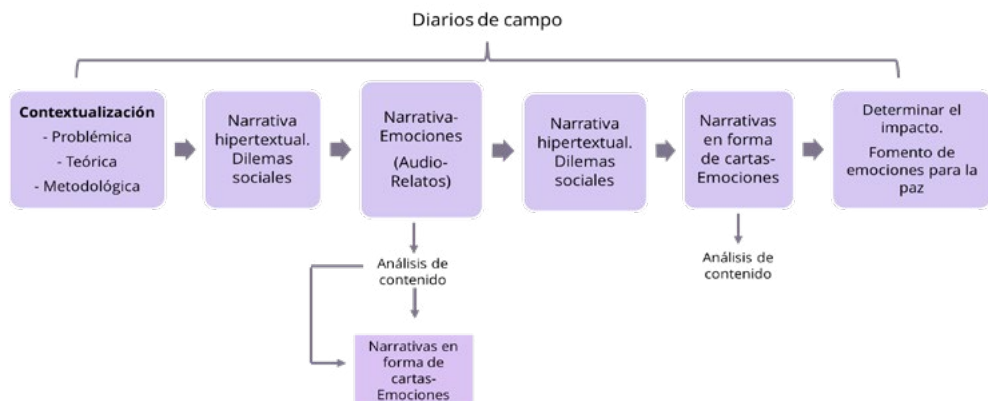 Diarios de campo
Contextualización
- Problémica
- Teórica
- Metodológica
Narrativa
hipertextual.
Dilemas
sociales
Narrativa-
Emociones
(Audio-
Relatos)
Narrativa
hipertextual.
Dilemas
sociales
Narrativas
en forma
de cartas-
Emociones
Determinar el
impacto.
Fomento de
emociones para la
paz
Análisis de
contenido
Análisis de
contenido
Narrativas en
forma de
cartas-
Emociones